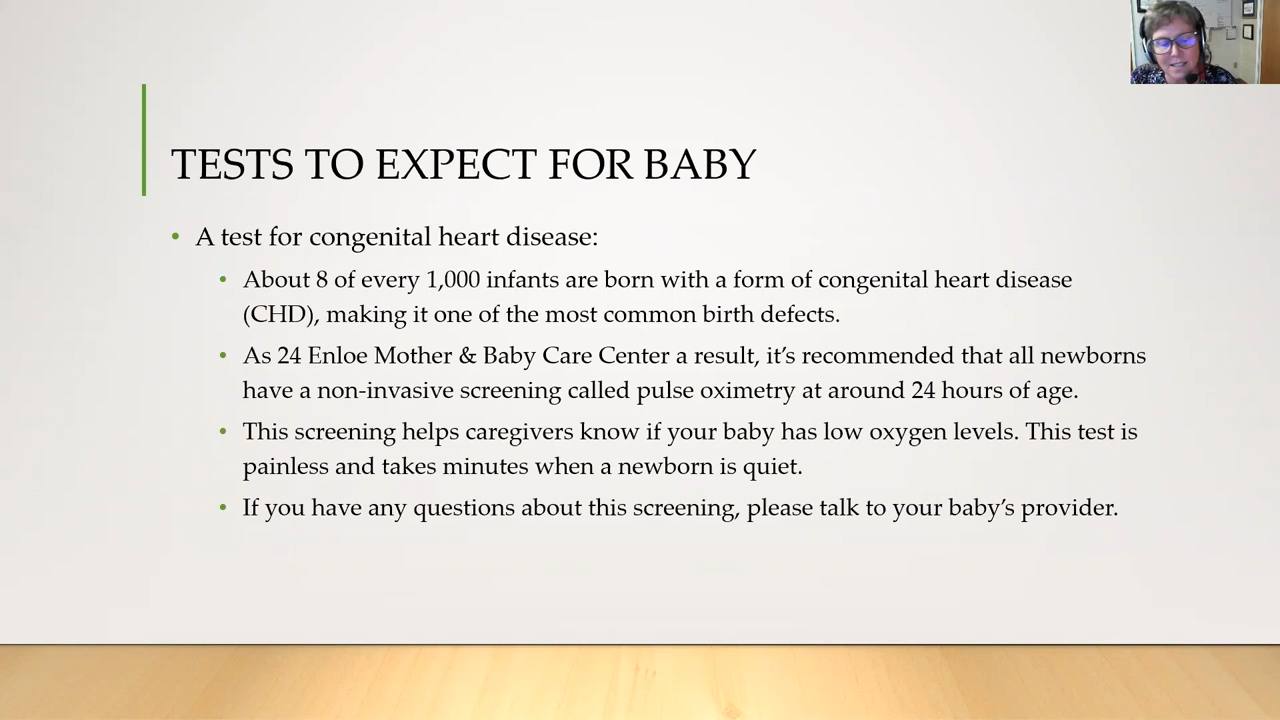 TESTS TO EXPECT FOR BABY
• A test for congenital heart disease:
• About 8 of every 1,000 infants are born with a form of congenital heart disease
(CHD), making it one of the most common birth defects.
• As 24 Enloe Mother & Baby Care Center a result, it’s recommended that all newborns
have a non-invasive screening called pulse oximetry at around 24 hours of age.
• This screening helps caregivers know if your baby has low oxygen levels. This test is
painless and takes minutes when a newborn is quiet.
• If you have any questions about this screening, please talk to your baby’s provider.